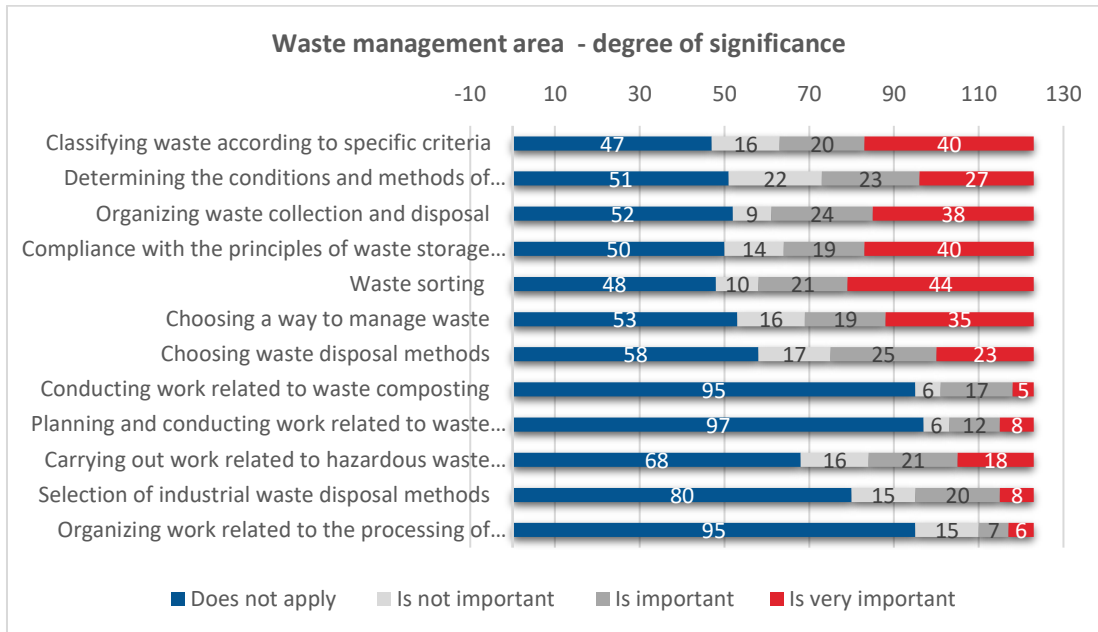 Waste management area - degree of significance
-10 10 30 50 70 90 110 130
Classifying waste according to specific criteria 47 16 20 40
Determining the conditions and methods of... 51 22 23 27
Organizing waste collection and disposal 52 9 24 38
Compliance with the principles of waste storage... 50 14 19 40
Waste sorting 48 10 21 44
Choosing a way to manage waste 53 16 19 35
Choosing waste disposal methods 58 17 25 23
Conducting work related to waste composting 95 6 17 5
Planning and conducting work related to waste... 97 6 12 8
Carrying out work related to hazardous waste... 68 16 21 18
Selection of industrial waste disposal methods 80 15 20 8
Organizing work related to the processing of... 95 15 7 6
Does not apply Is not important Is important Is very important